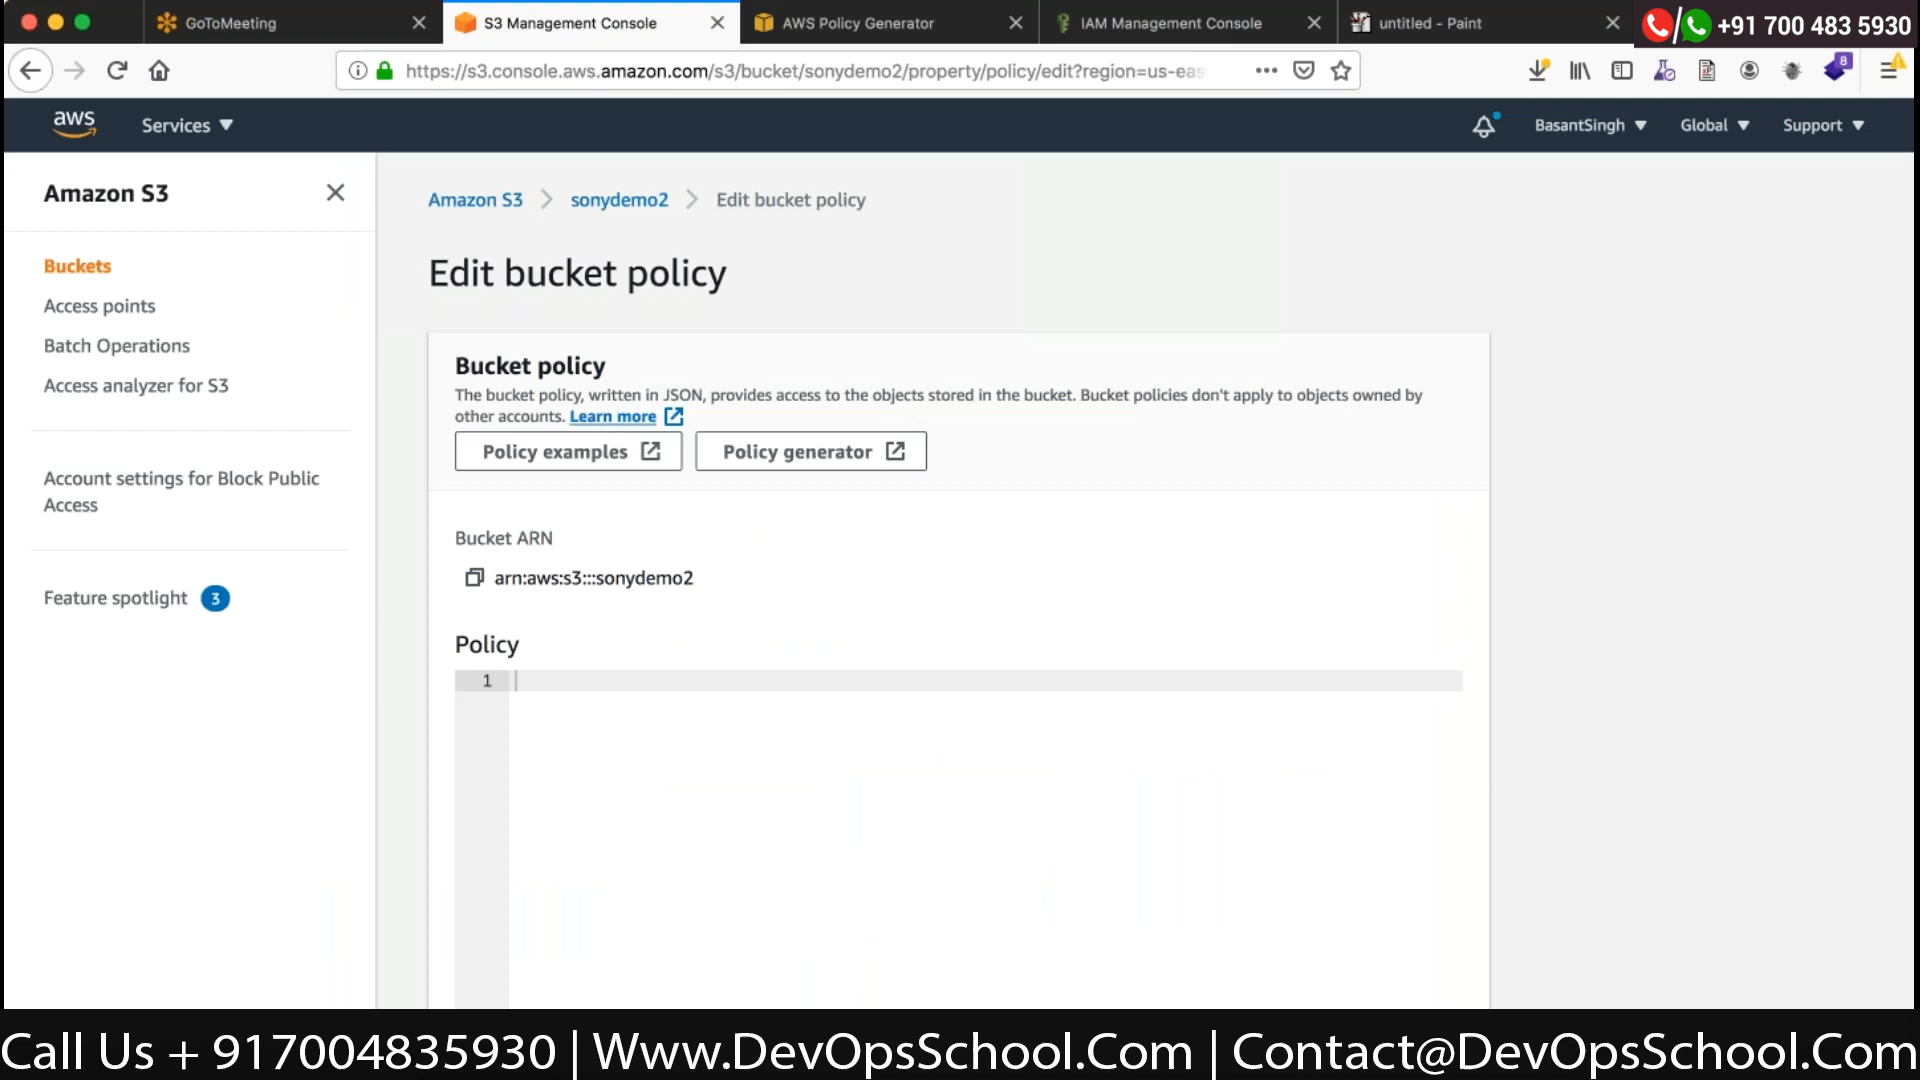 GoToMeeting
S3 Management Console
AWS Policy Generator
IAM Management Console
untitled - Paint
+91 700 483 5930
https://s3.console.aws.amazon.com/s3/bucket/sonydemo2/property/policy/edit?region=us-eas
8
aws
Services
BasantSingh
Global
Support
Amazon S3
Buckets
Access points
Batch Operations
Access analyzer for S3
Account settings for Block Public
Access
Feature spotlight 3
Amazon S3 > sonydemo2 > Edit bucket policy
Edit bucket policy
Bucket policy
The bucket policy, written in JSON, provides access to the objects stored in the bucket. Bucket policies don't apply to objects owned by
other accounts. Learn more
Policy examples
Policy generator
Bucket ARN
arn:aws:s3:::sonydemo2
Policy
1
Call Us + 917004835930 | Www.DevOpsSchool.Com | Contact@DevOpsSchool.Com